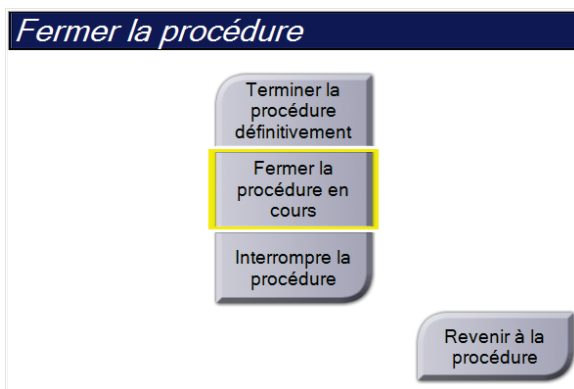 Fermer la procédure
Terminer la
procédure
définitivement
Fermer la
procédure en
cours
Interrompre la
procédure
Revenir à la
procédure